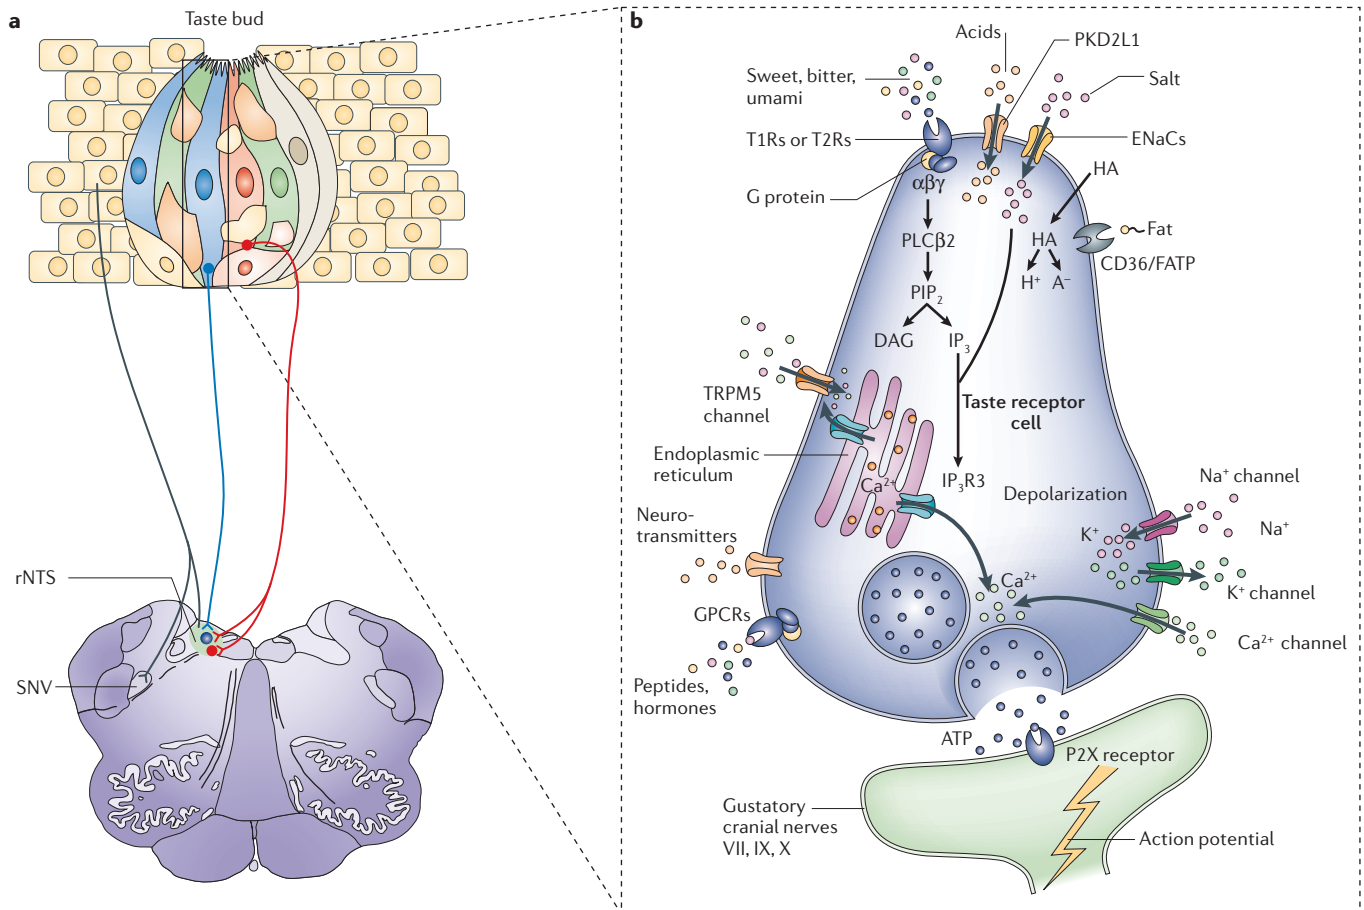 a
Taste bud
rNTS
SNV
b
Acids
PKD2L1
Sweet, bitter,
umami
Salt
T1Rs or T2Rs
ENaCs
HA
G protein
αβγ
PLCβ2
HA
Fat
CD36/FATP
H⁺ A⁻
PIP₂
DAG
IP₃
TRPM5
channel
Taste receptor
cell
Endoplasmic
reticulum
Ca²⁺
IP₃R3
Depolarization
Na⁺ channel
Neuro-
transmitters
K⁺
Na⁺
Ca²⁺
K⁺ channel
GPCRs
Ca²⁺ channel
Peptides,
hormones
ATP
P2X receptor
Gustatory
cranial nerves
VII, IX, X
Action potential